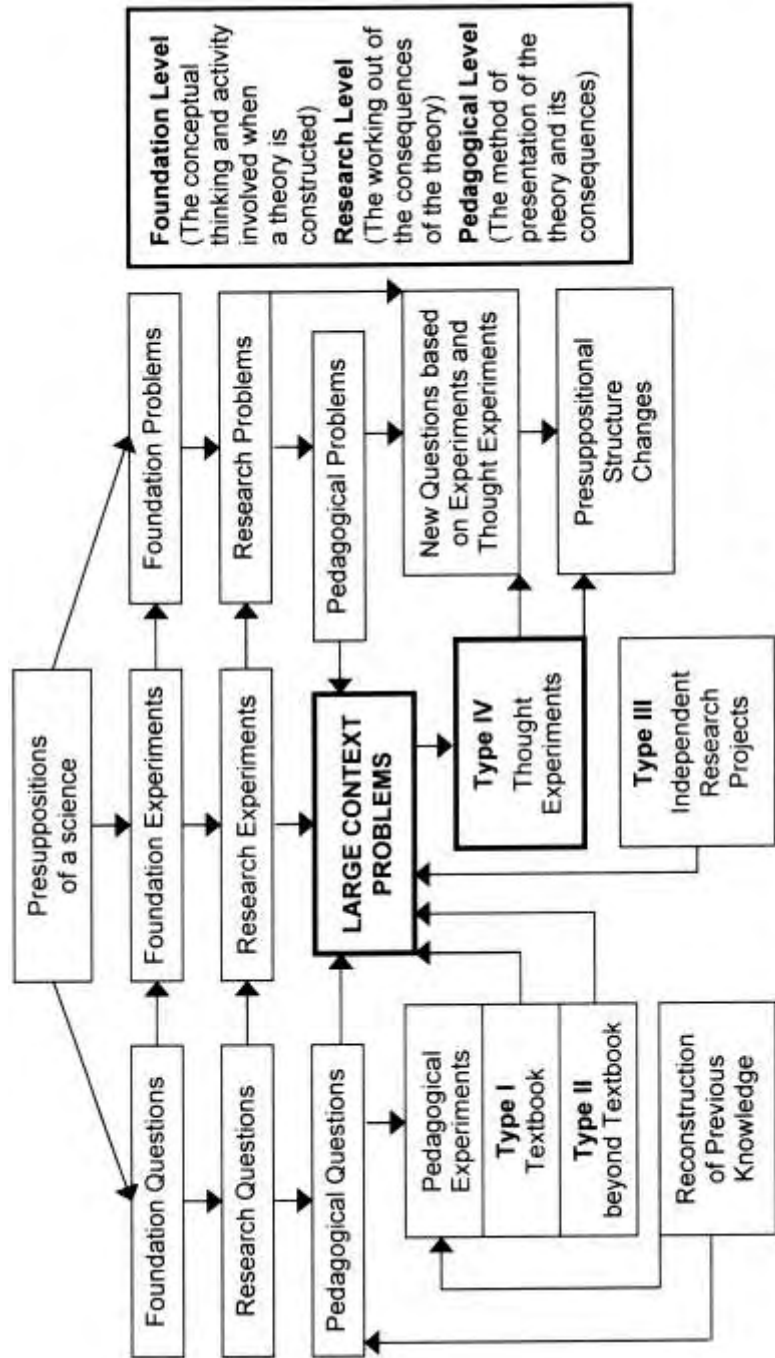 Presuppositions
of a science
Foundation Questions
Foundation Experiments
Foundation Problems
Research Questions
Research Experiments
Research Problems
Pedagogical Questions
LARGE CONTEXT
PROBLEMS
Pedagogical Problems
Pedagogical
Experiments
Type I
Textbook
Type II
beyond Textbook
Type IV
Thought
Experiments
New Questions based
on Experiments and
Thought Experiments
Reconstruction
of Previous
Knowledge
Type III
Independent
Research
Projects
Presuppositional
Structure
Changes
Foundation Level
(The conceptual
thinking and activity
involved when
a theory is
constructed)
Research Level
(The working out of
the consequences
of the theory)
Pedagogical Level
(The method of
presentation of the
theory and its
consequences)